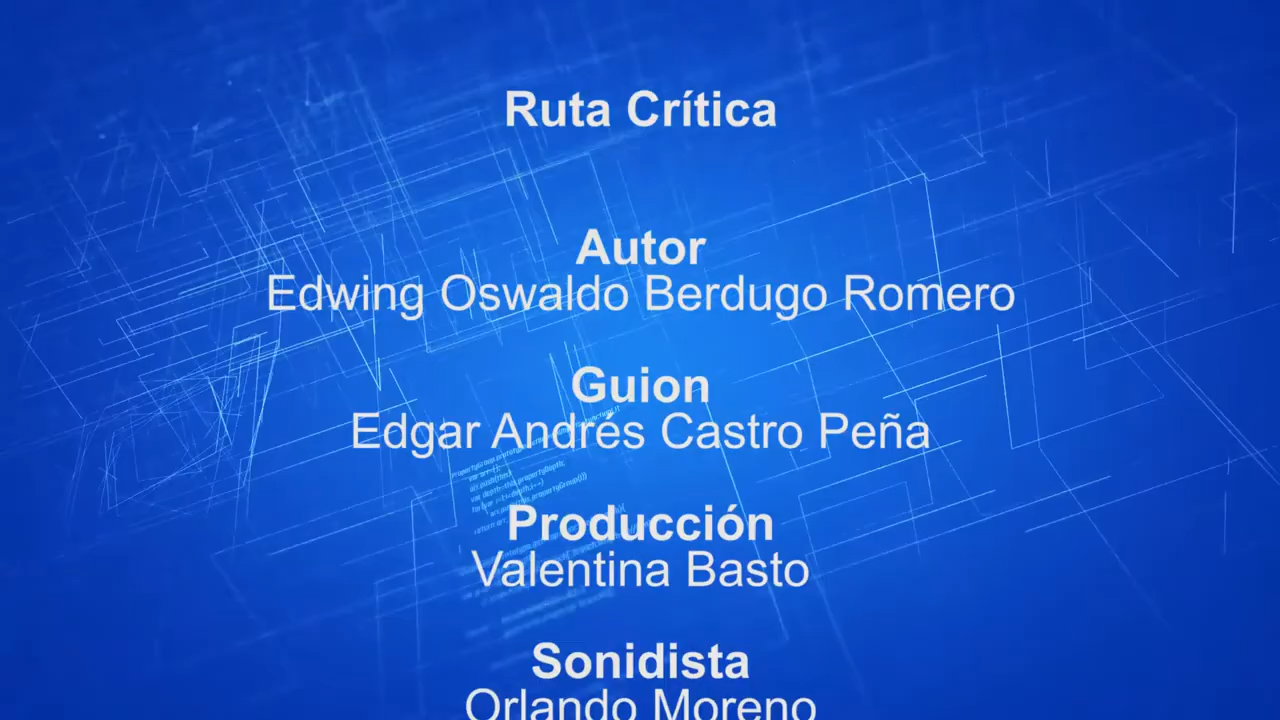 Ruta Crítica
Autor
Edwing Oswaldo Berdugo Romero
Guion
Edgar Andrés Castro Peña
Producción
Valentina Basto
Sonidista
Orlando Moreno